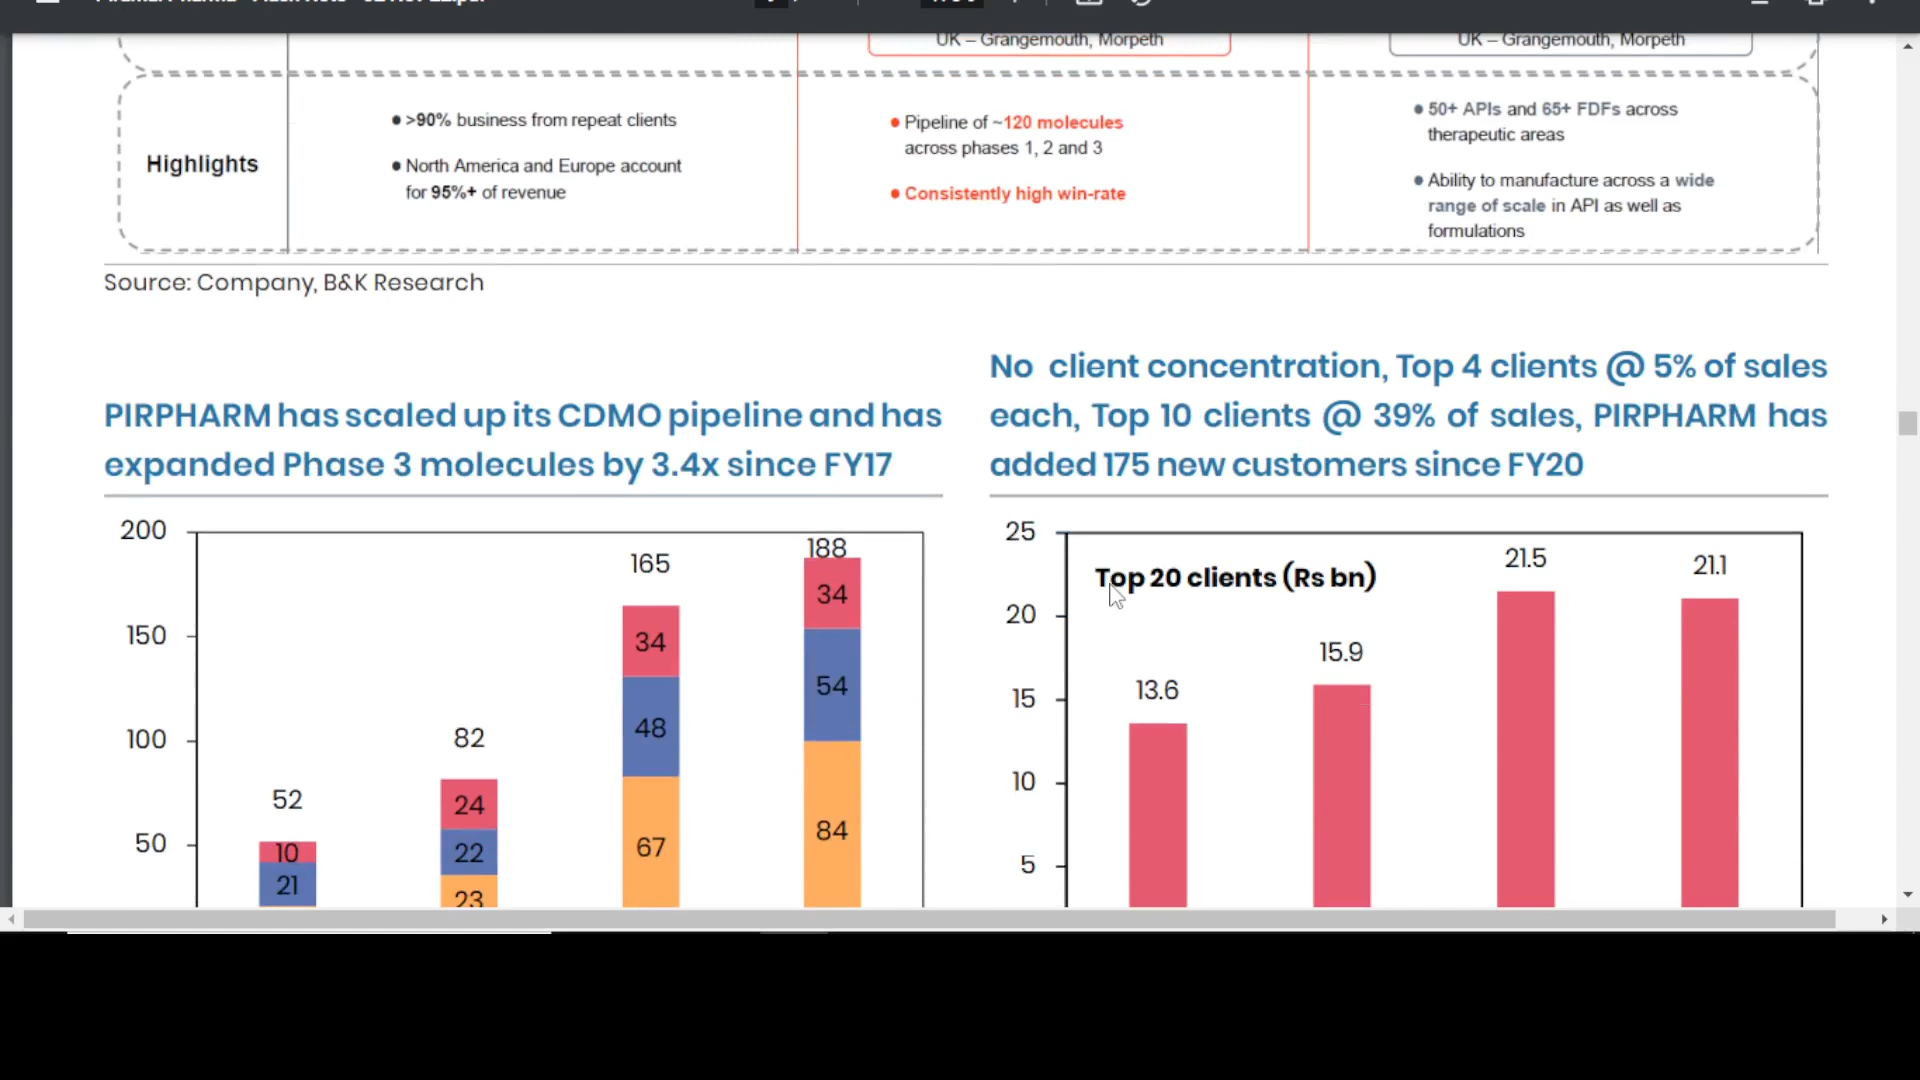 UK – Grangemouth, Morpeth
UK – Grangemouth, Morpeth
Highlights
>90% business from repeat clients
North America and Europe account
for 95%+ of revenue
Pipeline of ~120 molecules
across phases 1, 2 and 3
Consistently high win-rate
50+ APIs and 65+ FDFs across
therapeutic areas
Ability to manufacture across a wide
range of scale in API as well as
formulations
Source: Company, B&K Research
PIRPHARM has scaled up its CDMO pipeline and has
expanded Phase 3 molecules by 3.4x since FY17
200
150
100
50
52
10
21
82
24
22
23
165
34
48
67
188
34
54
84
No client concentration, Top 4 clients @ 5% of sales
each, Top 10 clients @ 39% of sales, PIRPHARM has
added 175 new customers since FY20
25
20
15
10
5
Top 20 clients (Rs bn)
13.6
15.9
21.5
21.1